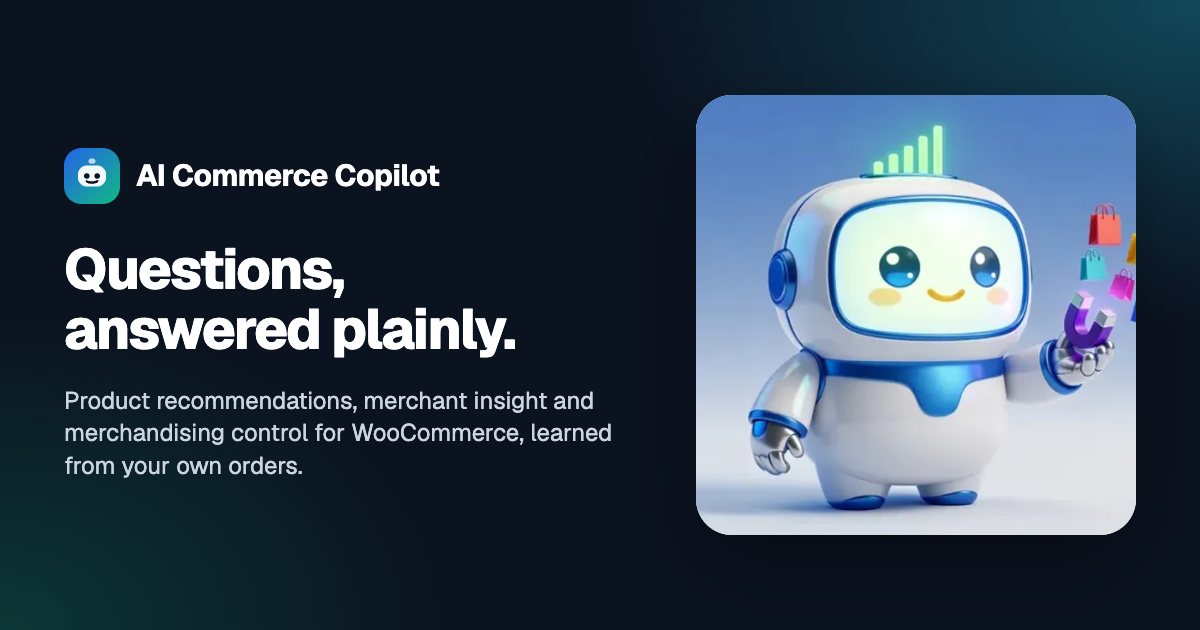 AI Commerce Copilot
Questions,
answered plainly.
Product recommendations, merchant insight and
merchandising control for WooCommerce, learned
from your own orders.